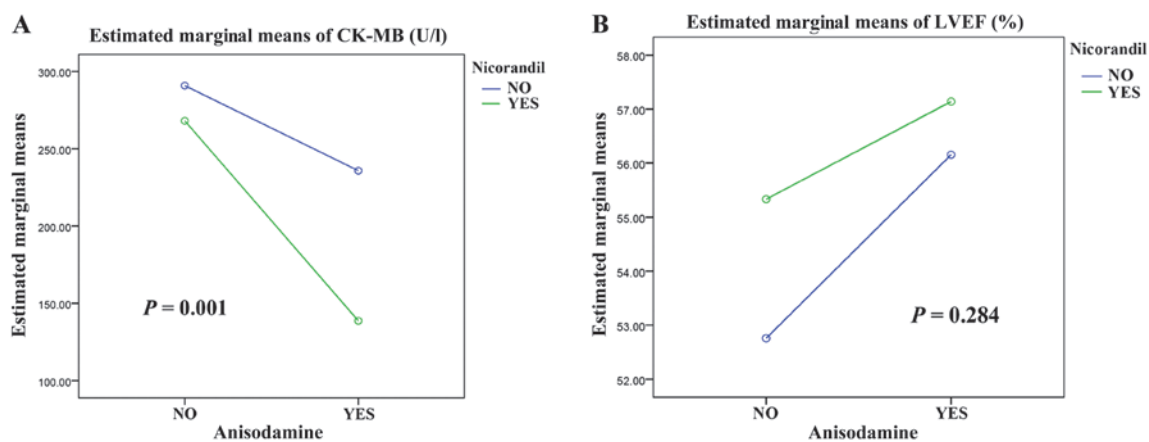 A
Estimated marginal means of CK-MB (U/l)
Estimated marginal means
300.00
250.00
200.00
150.00
100.00
P = 0.001
NO
YES
Anisodamine
Nicorandil
NO
YES
B
Estimated marginal means of LVEF (%)
Estimated marginal means
58.00
57.00
56.00
55.00
54.00
53.00
52.00
P = 0.284
NO
YES
Anisodamine
Nicorandil
NO
YES